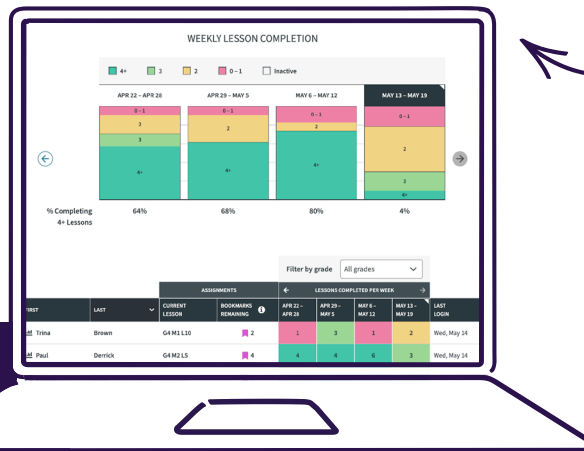 WEEKLY LESSON COMPLETION
4+ 3 2 0 – 1 Inactive
APR 22 – APR 28 APR 29 – MAY 5 MAY 6 – MAY 12 MAY 13 – MAY 19
0 – 1 0 – 1 0 – 1 0 – 1
3 2 2 2
3 3
4+ 4+ 4+ 4+
% Completing 64% 68% 80% 4%
4+ Lessons
Filter by grade All grades
ASSIGNMENTS LESSONS COMPLETED PER WEEK
FIRST LAST CURRENT LESSON BOOKMARKS REMAINING APR 22 – APR 28 APR 29 – MAY 5 MAY 6 – MAY 12 MAY 13 – MAY 19 LAST LOGIN
Trina Brown G4 M1 L10 2 1 3 1 2 Wed, May 14
Paul Derrick G4 M2 L5 4 4 4 6 3 Wed, May 14